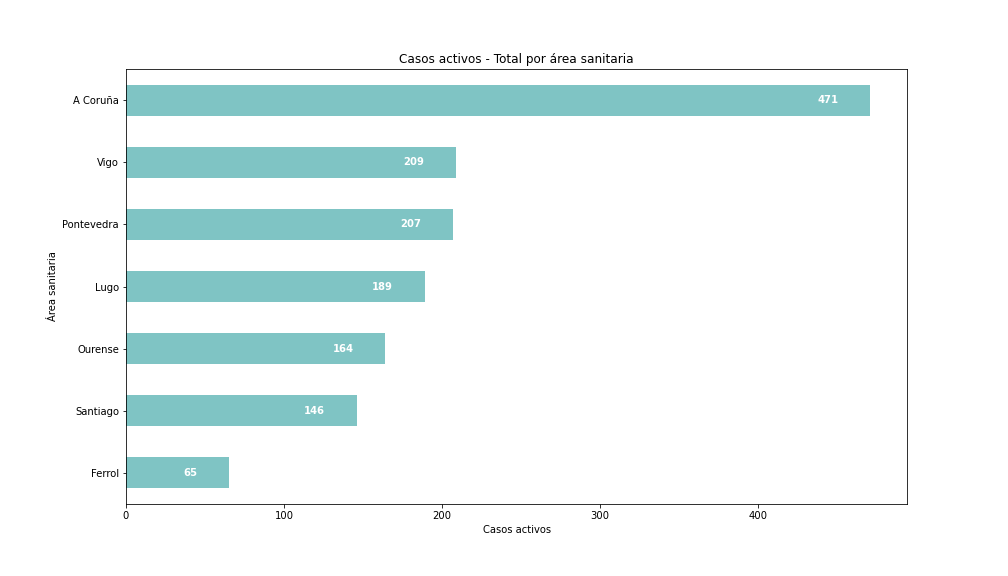 Casos activos - Total por área sanitaria
Área sanitaria
A Coruña 471
Vigo 209
Pontevedra 207
Lugo 189
Ourense 164
Santiago 146
Ferrol 65
0 100 200 300 400
Casos activos